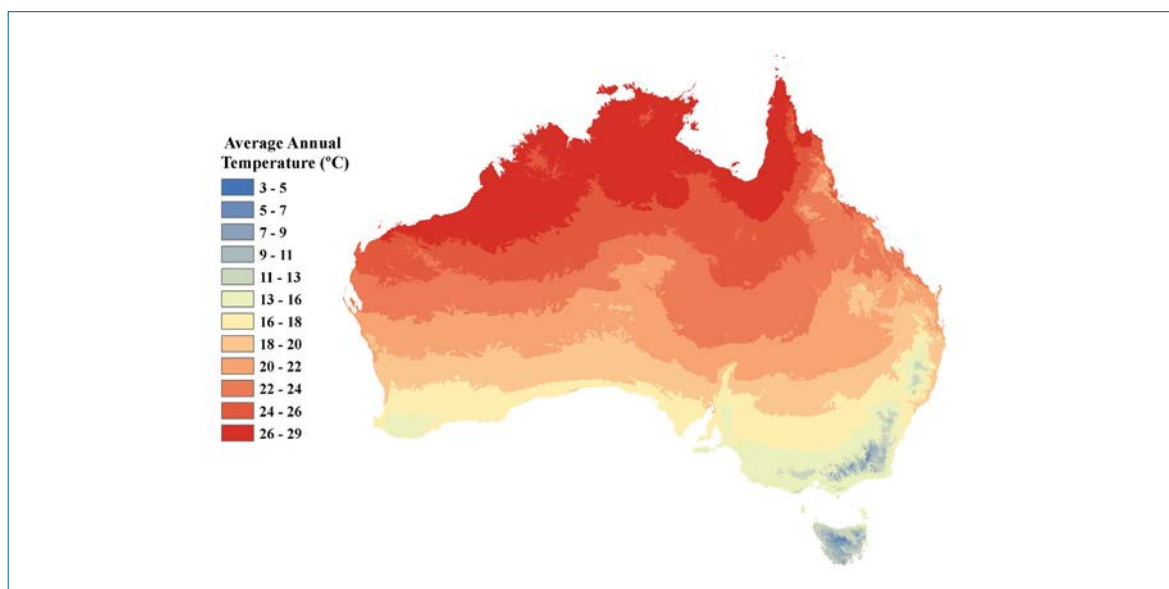 Average Annual
Temperature (ºC)
3 - 5
5 - 7
7 - 9
9 - 11
11 - 13
13 - 16
16 - 18
18 - 20
20 - 22
22 - 24
24 - 26
26 - 29